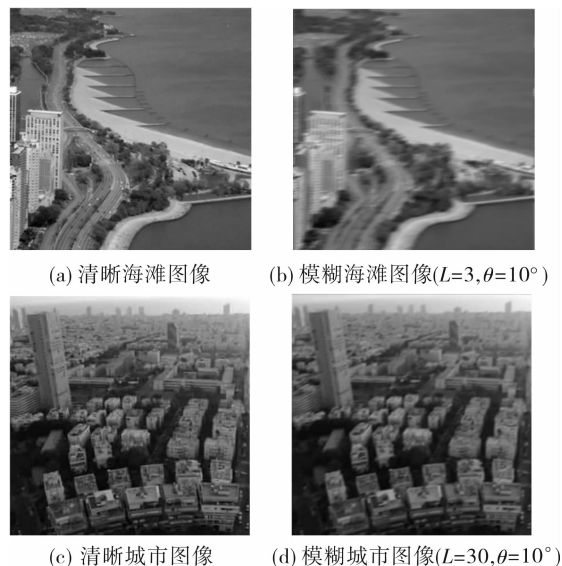 (a) 清晰海滩图像
(b) 模糊海滩图像(L=3,θ=10°)
(c) 清晰城市图像
(d) 模糊城市图像(L=30,θ=10°)